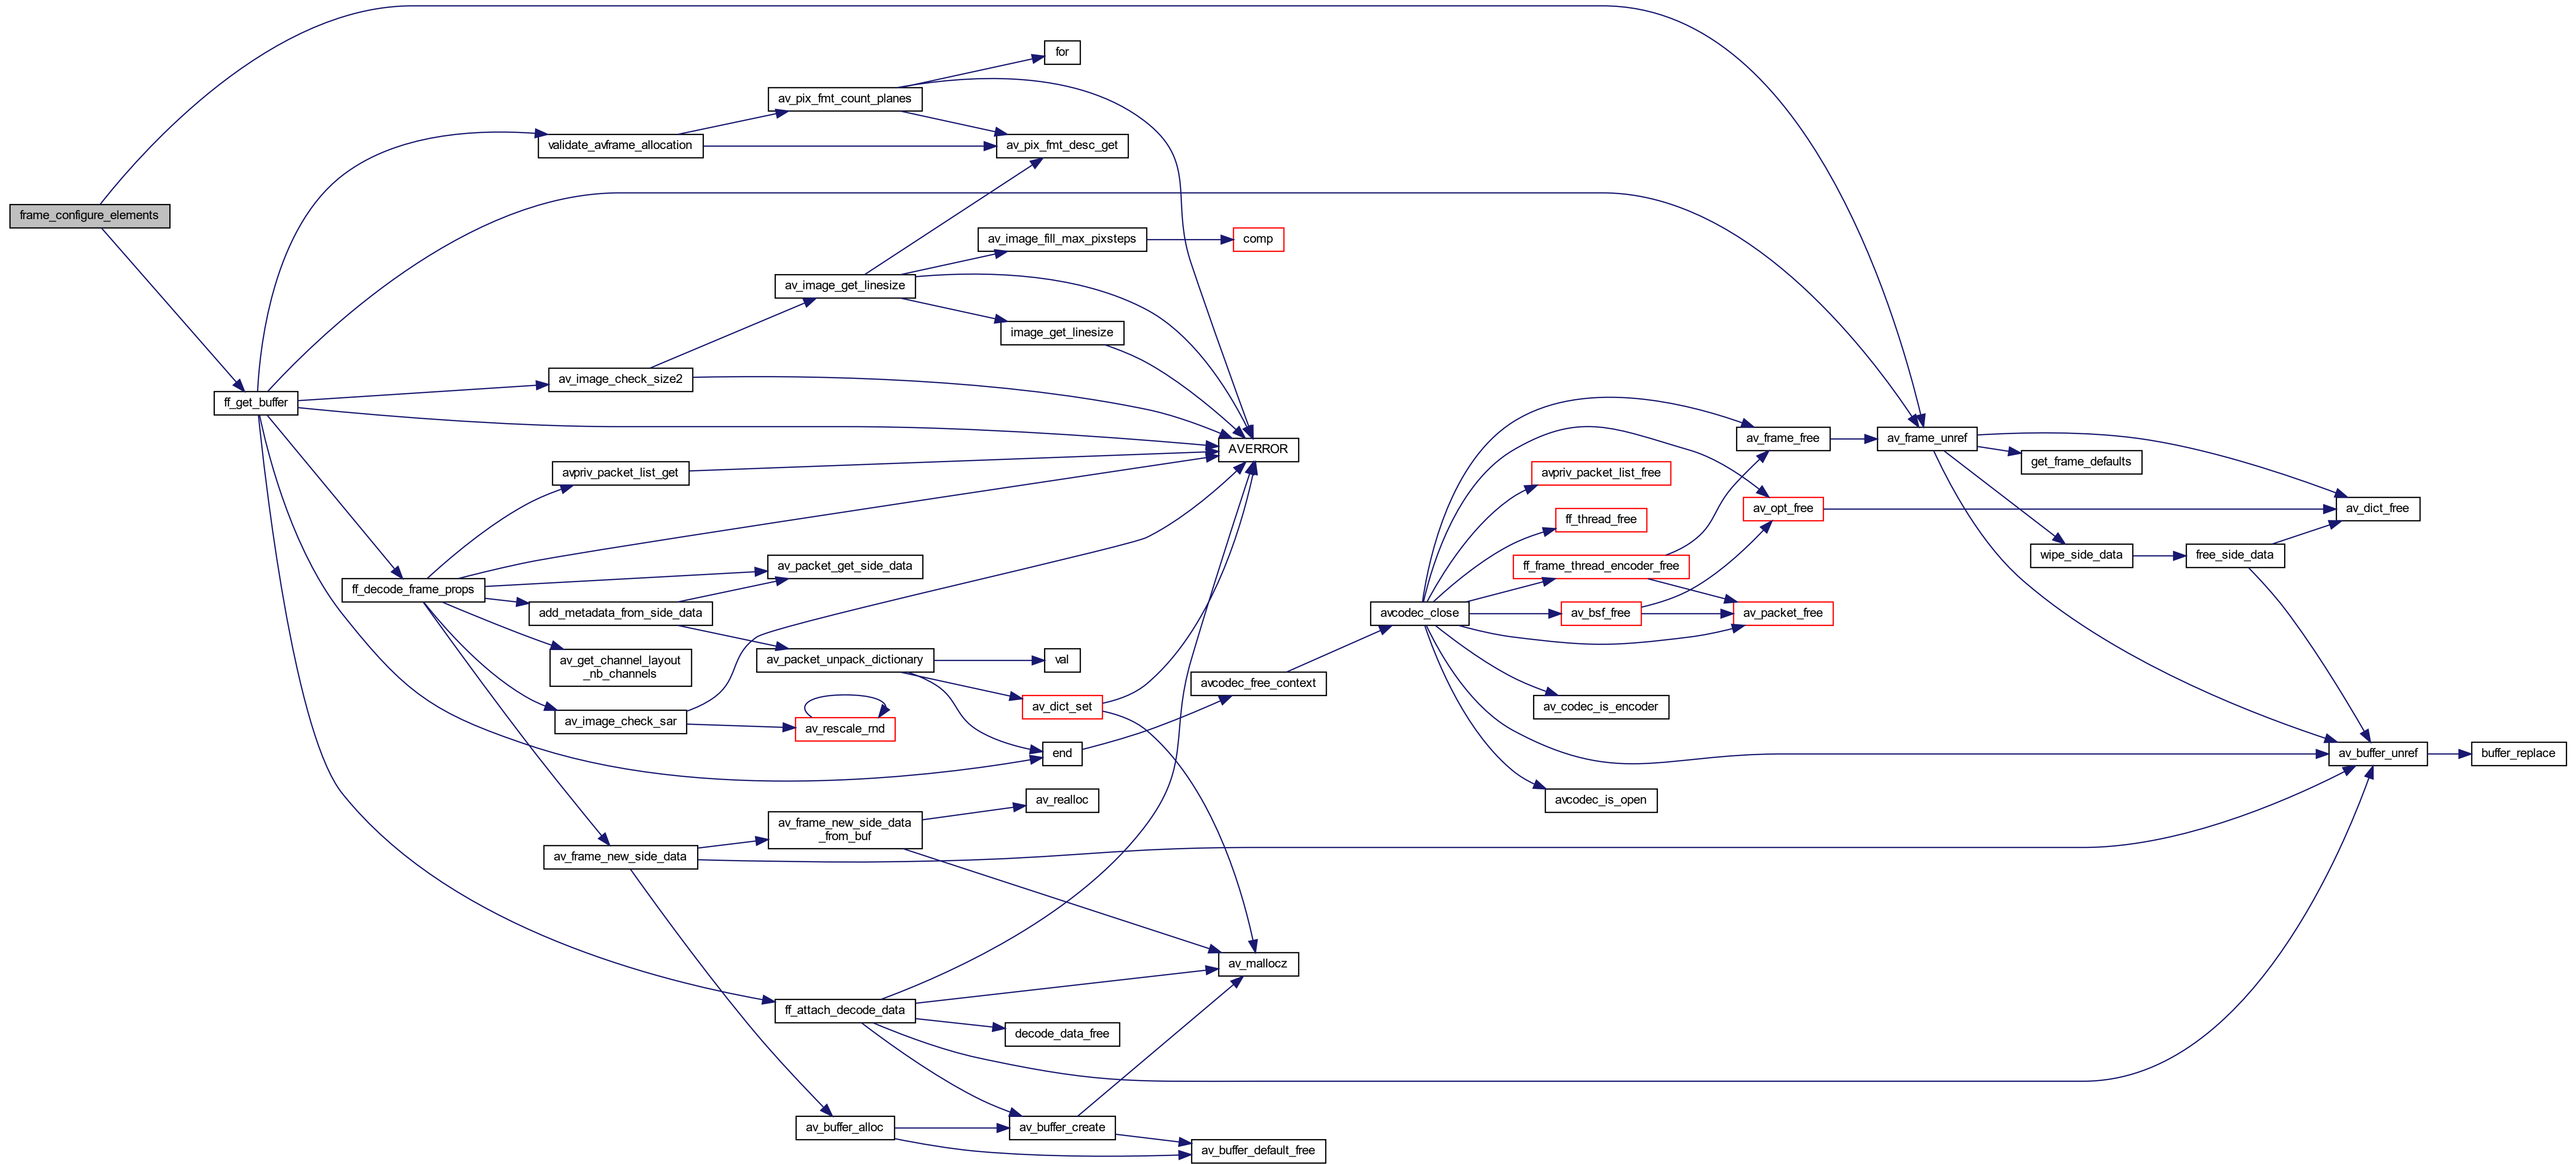 frame_configure_elements
ff_get_buffer
validate_avframe_allocation
av_image_check_size2
ff_decode_frame_props
avpriv_packet_list_get
add_metadata_from_side_data
av_get_channel_layout
_nb_channels
av_image_check_sar
av_frame_new_side_data
av_pix_fmt_count_planes
av_image_get_linesize
av_packet_get_side_data
av_packet_unpack_dictionary
av_rescale_rnd
av_frame_new_side_data
_from_buf
ff_attach_decode_data
av_buffer_alloc
for
av_pix_fmt_desc_get
av_image_fill_max_pixsteps
image_get_linesize
val
av_dict_set
end
av_realloc
decode_data_free
av_buffer_create
comp
AVERROR
avcodec_free_context
av_mallocz
av_buffer_default_free
avcodec_close
avpriv_packet_list_free
ff_thread_free
ff_frame_thread_encoder_free
av_bsf_free
av_codec_is_encoder
avcodec_is_open
av_frame_free
av_opt_free
av_packet_free
av_frame_unref
get_frame_defaults
wipe_side_data
free_side_data
av_dict_free
av_buffer_unref
buffer_replace